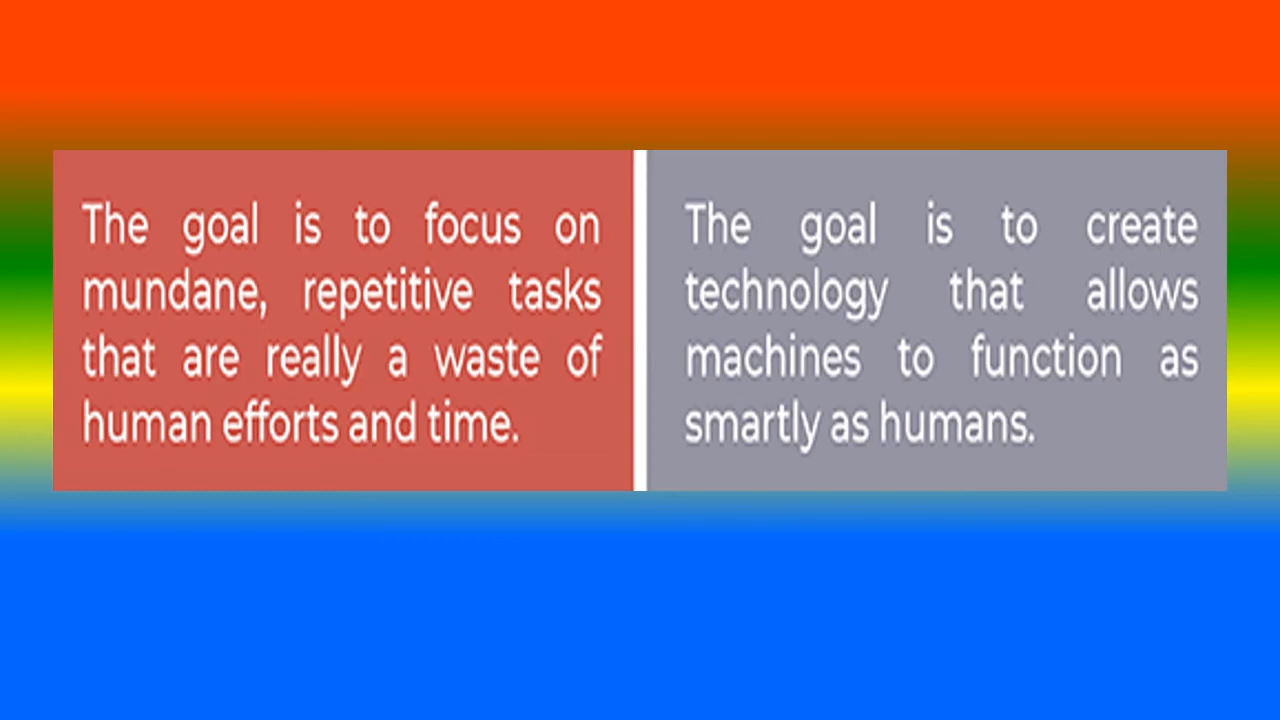 The goal is to focus on
mundane, repetitive tasks
that are really a waste of
human efforts and time.
The goal is to create
technology that allows
machines to function as
smartly as humans.